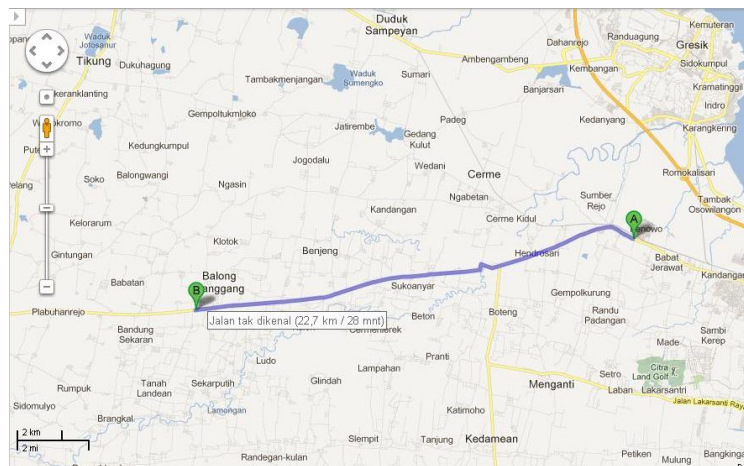 Duduk
Sampeyan
Waduk
Jotosanur
Tikung
Dukuhagung
Dahanrejo
Randuagung
Gresik
Ambengambeng
Kembangan
Sidokumpul
Waduk
Sumengko
Tambakmenjangan
Sumari
Kramatinggil
keranklanting
Banjarsari
Indro
Gempoltukmloko
Padeg
Kedanyang
Karangkering
kromo
Jatirembe
Gedang
Kulut
Kedungkumpul
Jogodalu
Wedani
Romokalisari
Soko
Balongwangi
Cerme
Ngasin
Ngabetan
Sumber
Rejo
Tambak
Osowilangon
Kelorarum
Kandangan
Cerme Kidul
A
Klotok
Benjeng
Hendrosari
Babat
Jerawat
Gintungan
Kandangan
Babatan
Balong
B
Sukoanyar
Gempolkurung
Plabuhanrejo
Jalan tak dikenal (22,7 km / 28 mnt)
Beton
Boteng
Randu
Padangan
Bandung
Sekaran
Sambi
Kerep
Made
Ludo
Pranti
Citra
Land Golf
Lampahan
Setro
Rumpuk
Tanah
Landean
Sekarputih
Glindah
Menganti
Laban
Lakarsantri
Jalan Lakarsanti Raya
Sidomulyo
Lamongan
Katimoho
Brangkal
2 km
2 mi
Slempit
Tanjung
Kedamean
Petiken
Randegan-kulan
Mulung